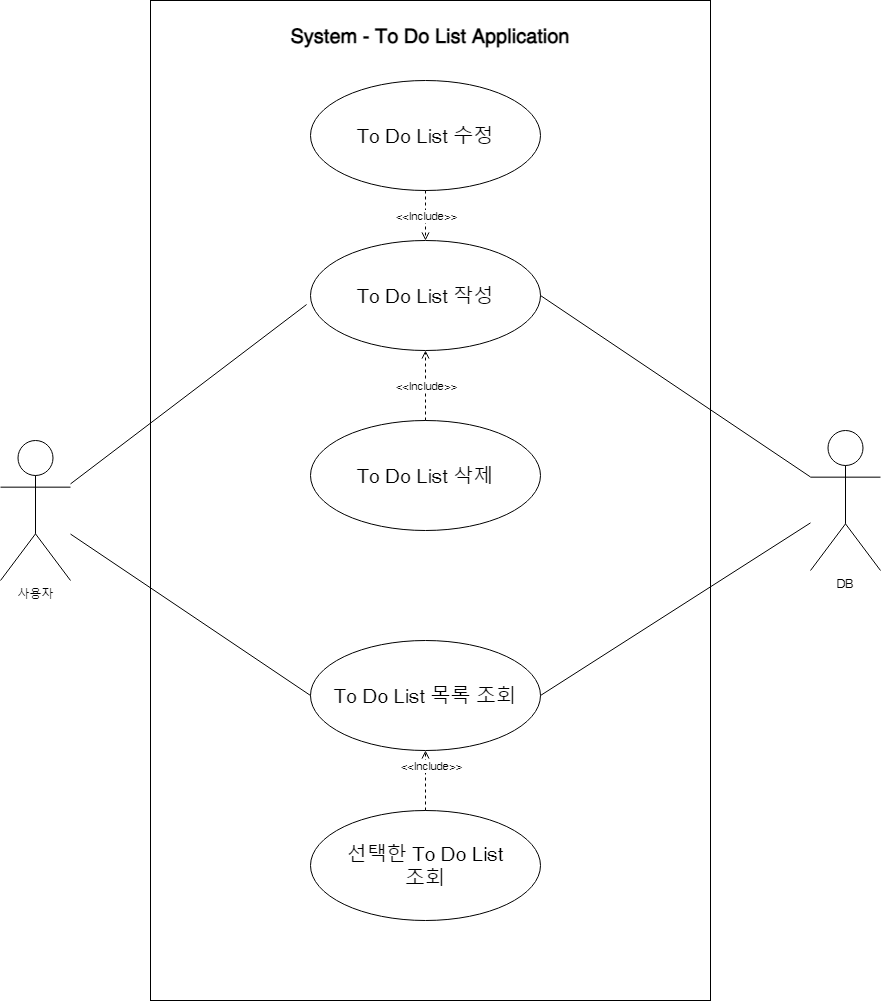 System - To Do List Application
To Do List 수정
<<Include>>
To Do List 작성
<<Include>>
To Do List 삭제
사용자
DB
To Do List 목록 조회
<<Include>>
선택한 To Do List
조회